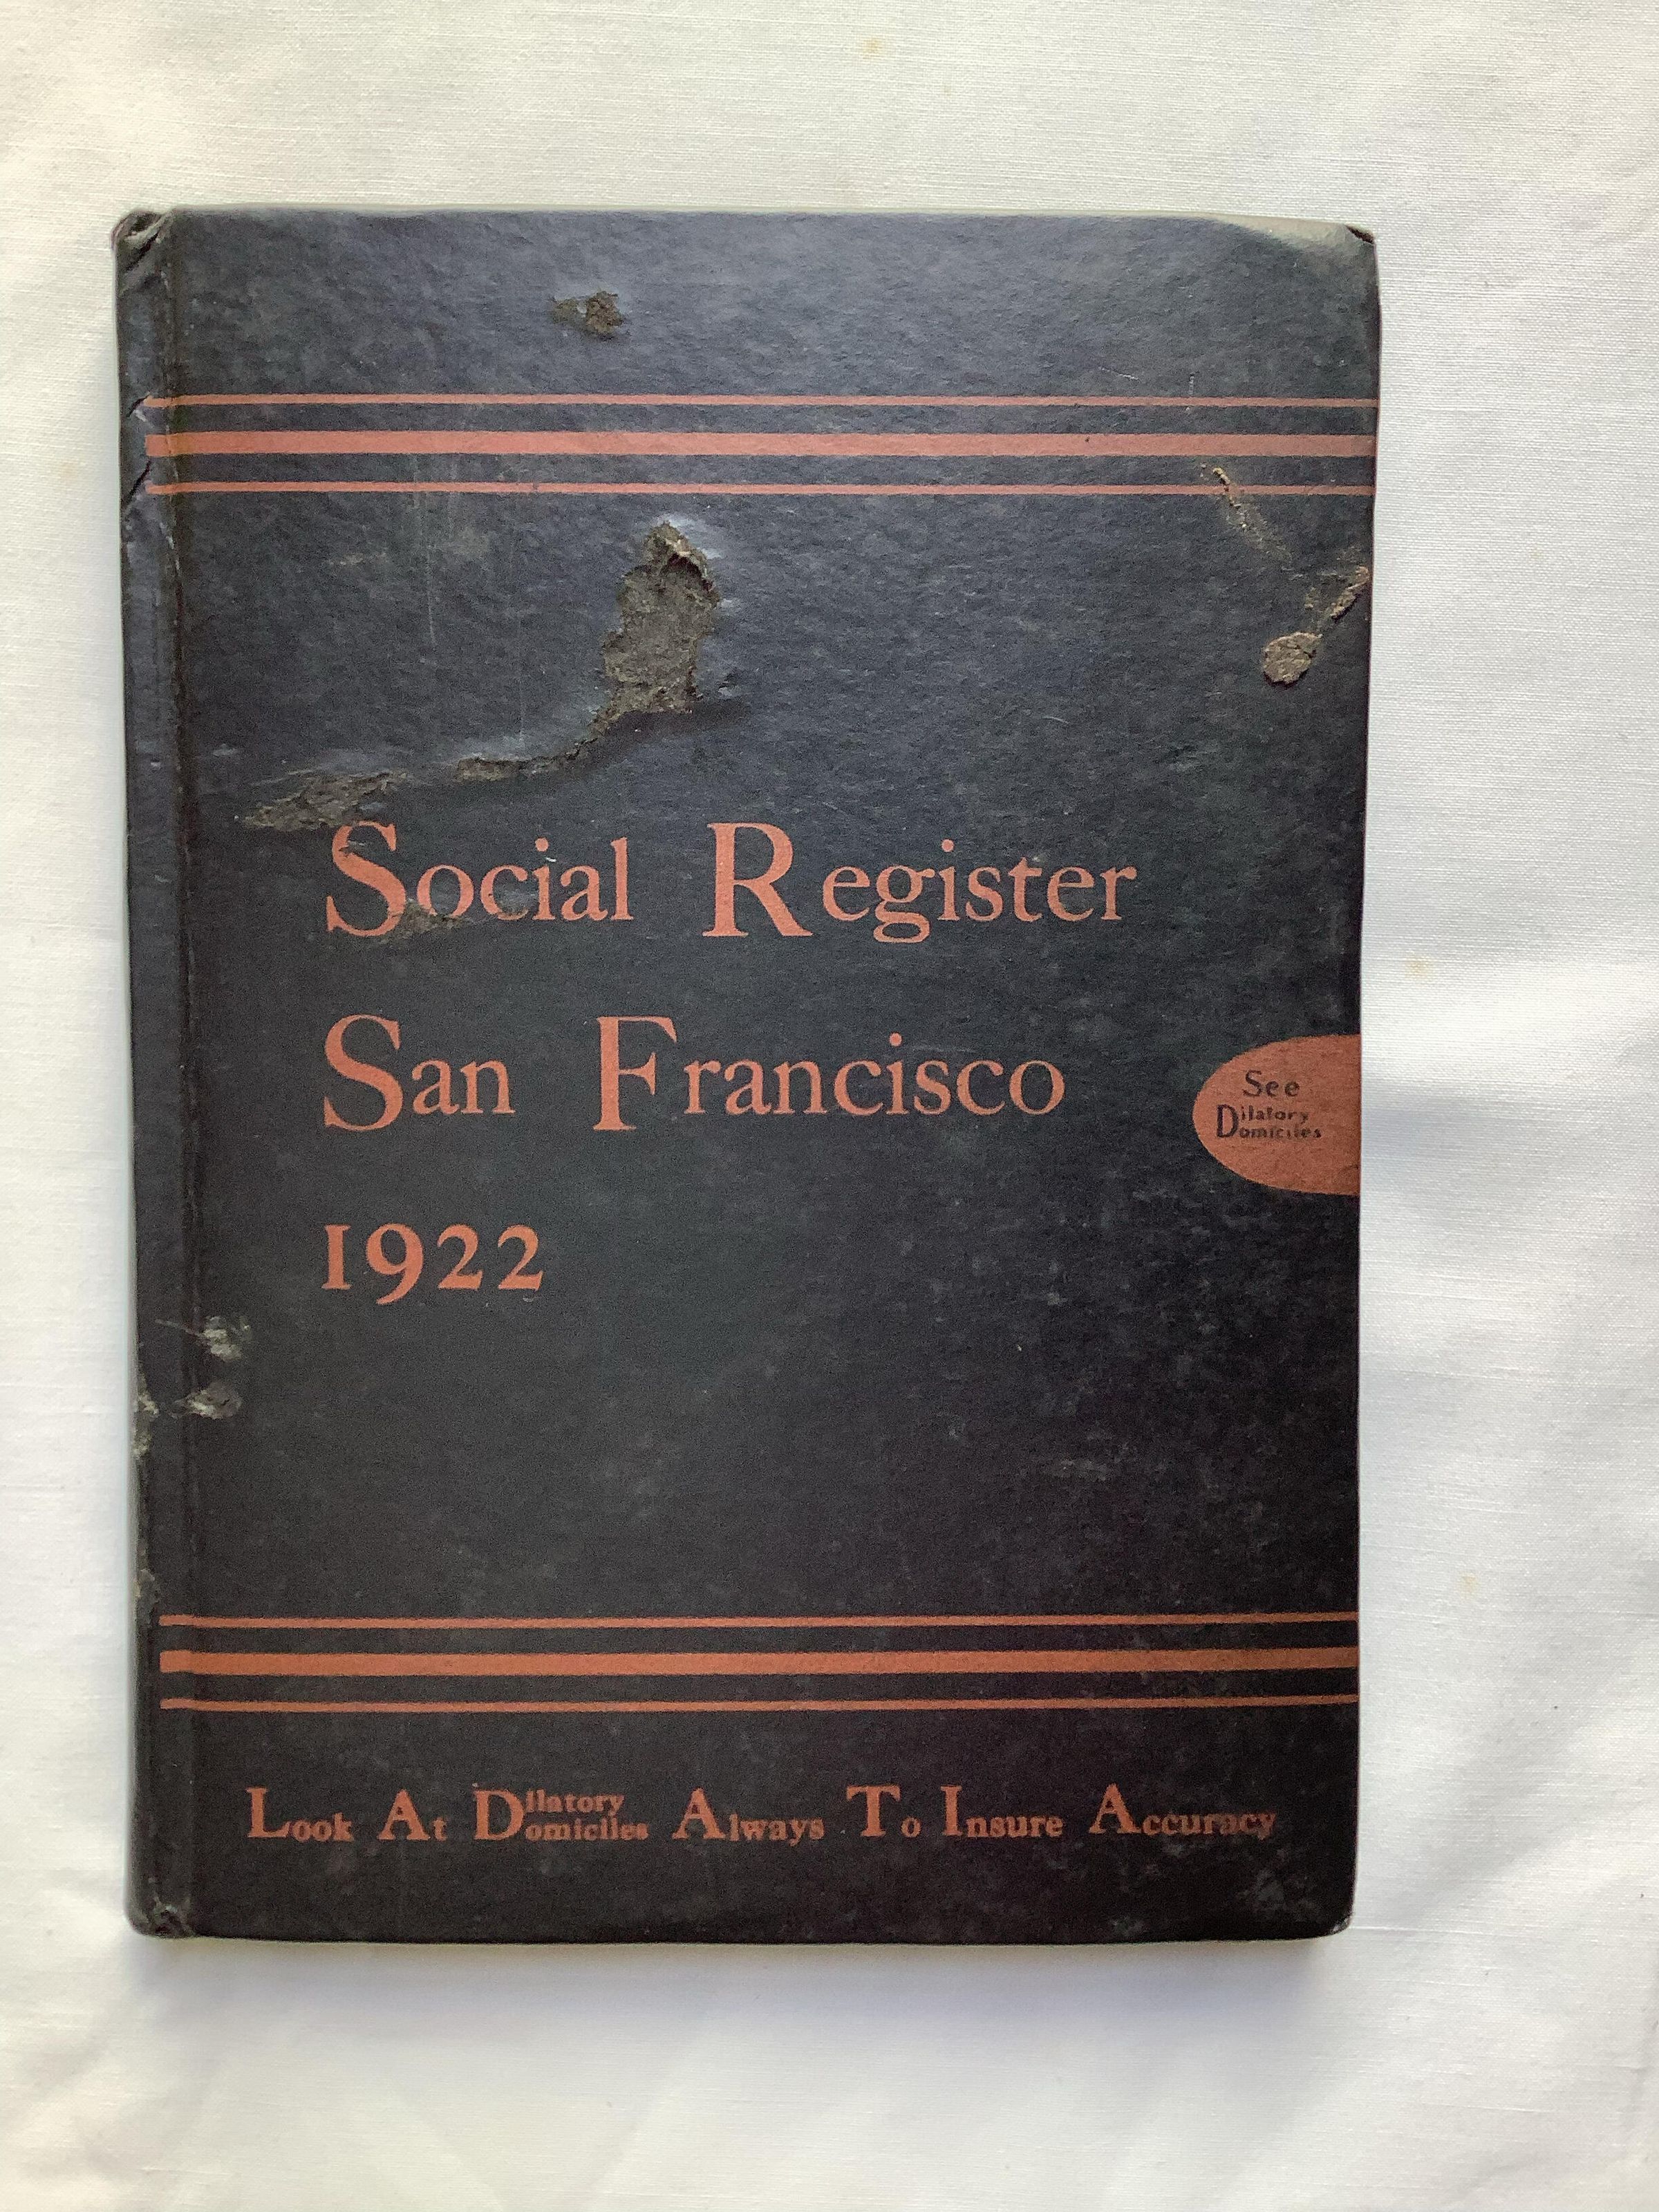 Social Register
San Francisco
See
Dilatory
Domiciles
1922
Look At Dilatory Domiciles Always To Insure Accuracy